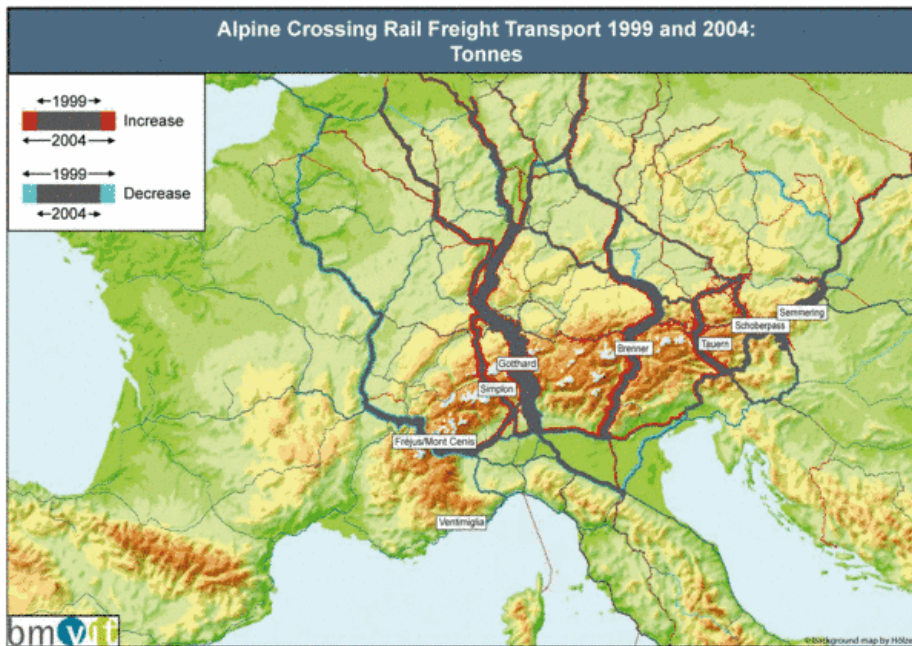 Alpine Crossing Rail Freight Transport 1999 and 2004:
Tonnes
1999
Increase
2004
1999
Decrease
2004
Semmering
Schoberpass
Brenner
Tauern
Gotthard
Simplon
Fréjus/Mont Cenis
Ventimiglia
bmvit
© background map by Hölze